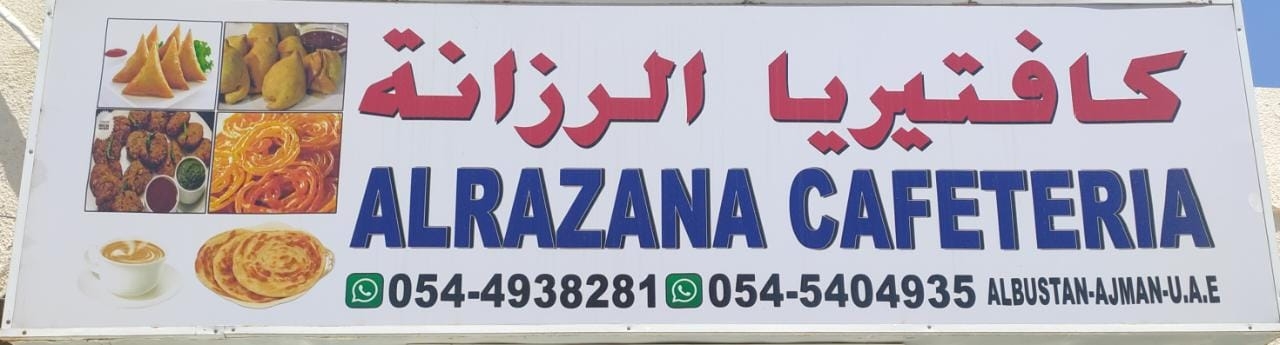 كافتيريا الرزانة
ALRAZANA CAFETERIA
054-4938281 054-5404935 ALBUSTAN-AJMAN-U.A.E